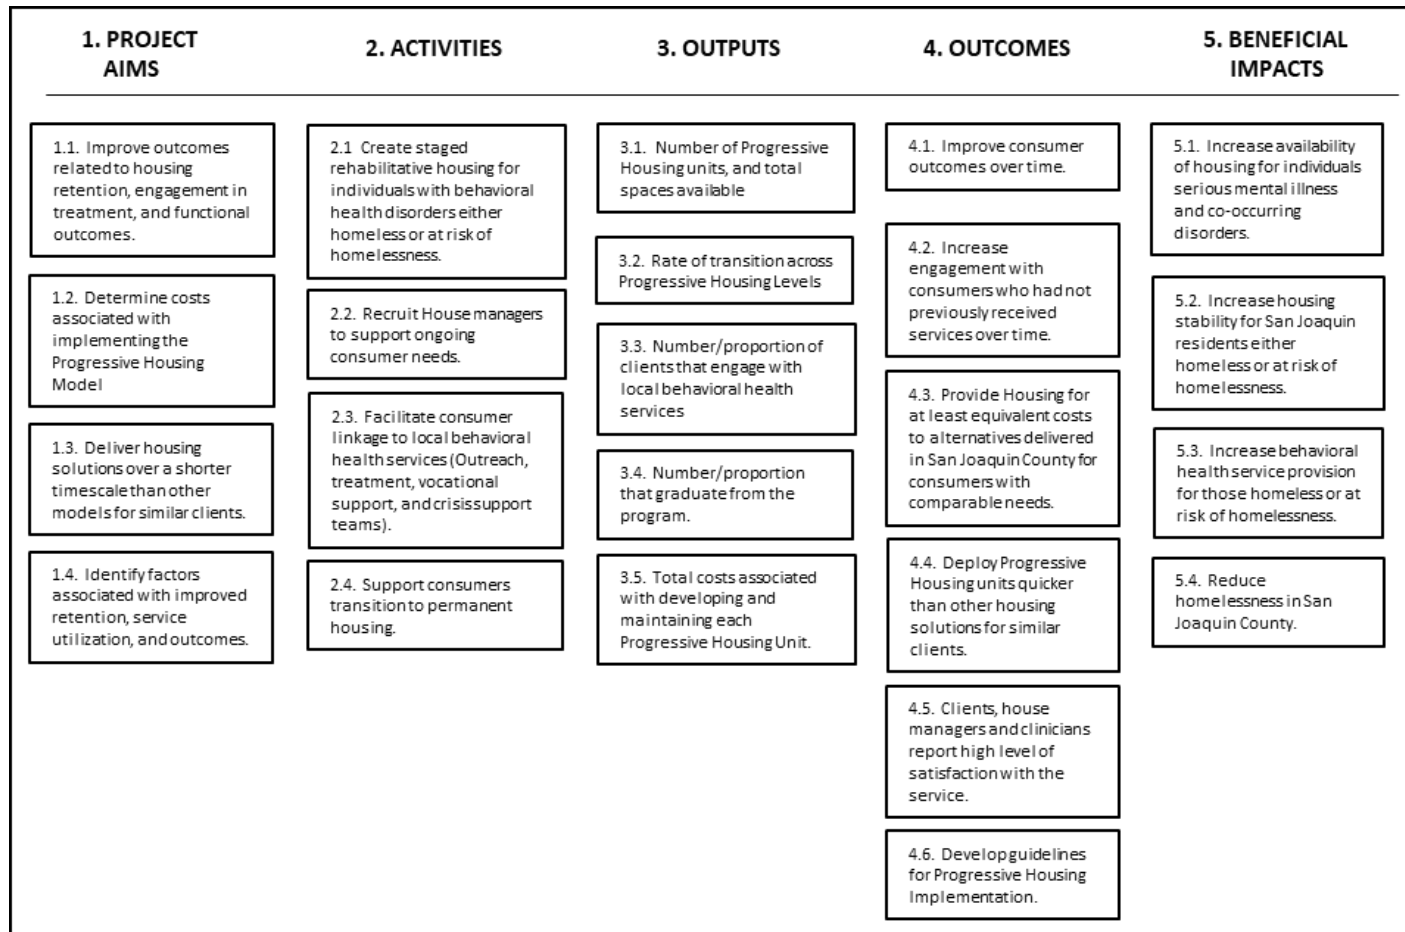 1. PROJECT
AIMS
2. ACTIVITIES
3. OUTPUTS
4. OUTCOMES
5. BENEFICIAL
IMPACTS
1.1. Improve outcomes
related to housing
retention, engagement in
treatment, and functional
outcomes.
1.2. Determine costs
associated with
implementing the
Progressive Housing
Model
1.3. Deliver housing
solutions over a shorter
timescale than other
models for similar clients.
1.4. Identify factors
associated with improved
retention, service
utilization, and outcomes.
2.1 Create staged
rehabilitative housing for
individuals with behavioral
health disorders either
homeless or at risk of
homelessness.
2.2. Recruit House managers
to support ongoing
consumer needs.
2.3. Facilitate consumer
linkage to local behavioral
health services (Outreach,
treatment, vocational
support, and crisis support
teams).
2.4. Support consumers
transition to permanent
housing.
3.1. Number of Progressive
Housing units, and total
spaces available
3.2. Rate of transition across
Progressive Housing Levels
3.3. Number/proportion of
clients that engage with
local behavioral health
services
3.4. Number/proportion
that graduate from the
program.
3.5. Total costs associated
with developing and
maintaining each
Progressive Housing Unit.
4.1. Improve consumer
outcomes over time.
4.2. Increase
engagement with
consumers who had not
previously received
services over time.
4.3. Provide Housing for
at least equivalent costs
to alternatives delivered
in San Joaquin County for
consumers with
comparable needs.
4.4. Deploy Progressive
Housing units quicker
than other housing
solutions for similar
clients.
4.5. Clients, house
managers and clinicians
report high level of
satisfaction with the
service.
4.6. Develop guidelines
for Progressive Housing
Implementation.
5.1. Increase availability
of housing for individuals
serious mental illness
and co-occurring
disorders.
5.2. Increase housing
stability for San Joaquin
residents either
homeless or at risk of
homelessness.
5.3. Increase behavioral
health service provision
for those homeless or at
risk of homelessness.
5.4. Reduce
homelessness in San
Joaquin County.